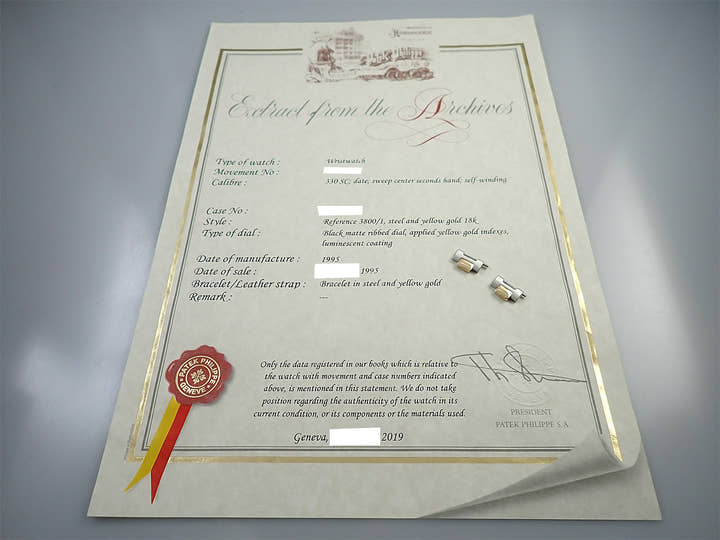 Extract from the Archives
Type of watch : Wristwatch
Movement No :
Calibre : 330 SC, date, sweep center seconds hand, self-winding
Case No :
Style : Reference 3800/1, steel and yellow gold 18k
Type of dial : Black matte ribbed dial, applied yellow gold indexes,
luminescent coating
Date of manufacture : 1995
Date of sale : 1995
Bracelet/Leather strap : Bracelet in steel and yellow gold
Remark : ---
Only the data registered in our books which is relative to
the watch with movement and case numbers indicated
above, is mentioned in this statement. We do not take
position regarding the authenticity of the watch in its
current condition, or its components or the materials used.
Geneva, 2019
PATEK PHILIPPE
GENEVE
PRESIDENT
PATEK PHILIPPE S.A.